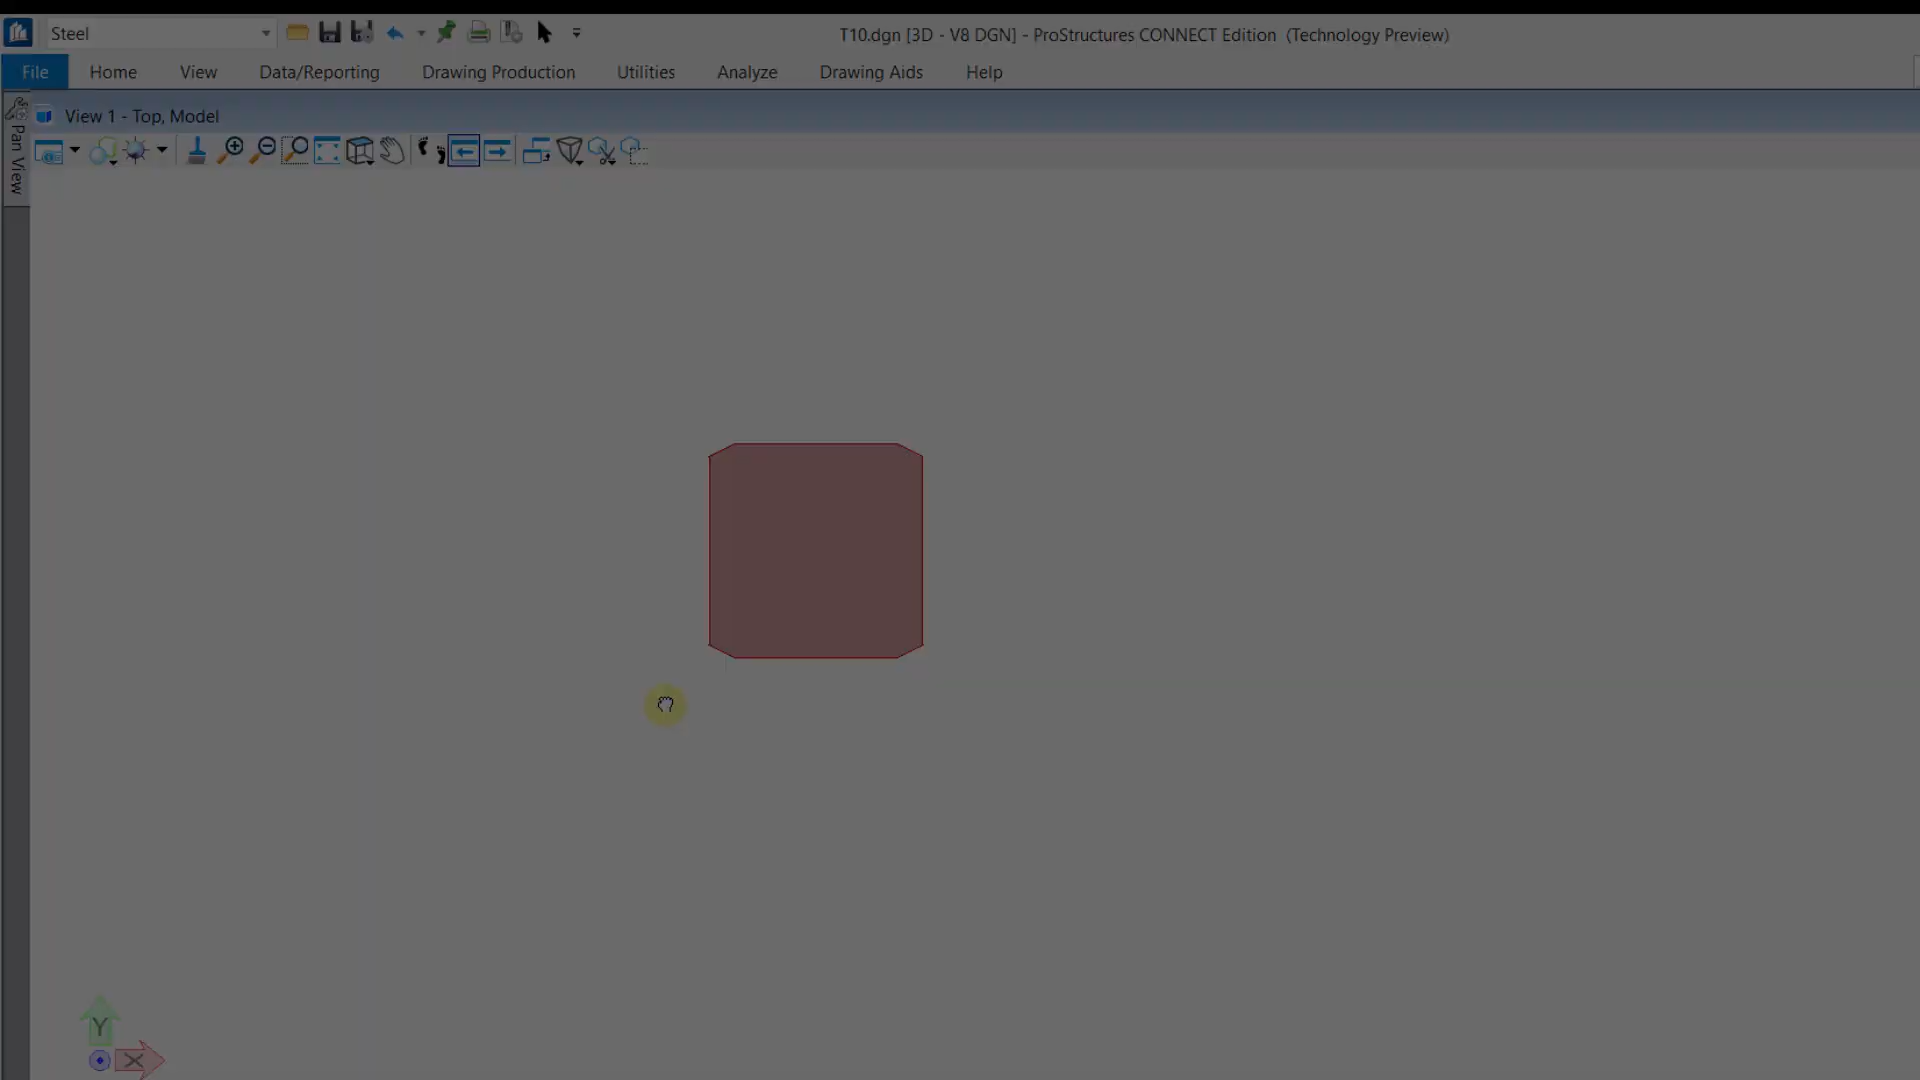 Steel
T10.dgn [3D - V8 DGN] - ProStructures CONNECT Edition (Technology Preview)
File Home View Data/Reporting Drawing Production Utilities Analyze Drawing Aids Help
View 1 - Top, Model
Pan View
Y
X